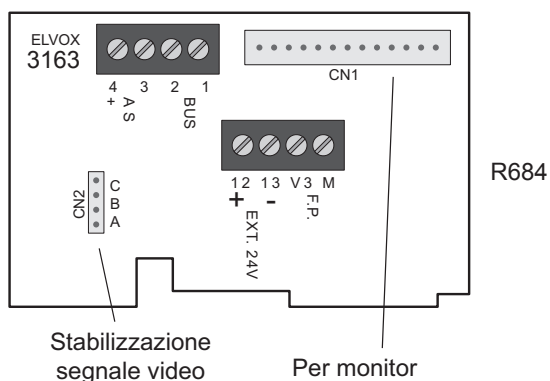 ELVOX
3163
4 3 2 1
+ A S BUS
CN1
12 13 V3 M
+ - F.P.
EXT. 24V
R684
CN2
C
B
A
Stabilizzazione
segnale video
Per monitor